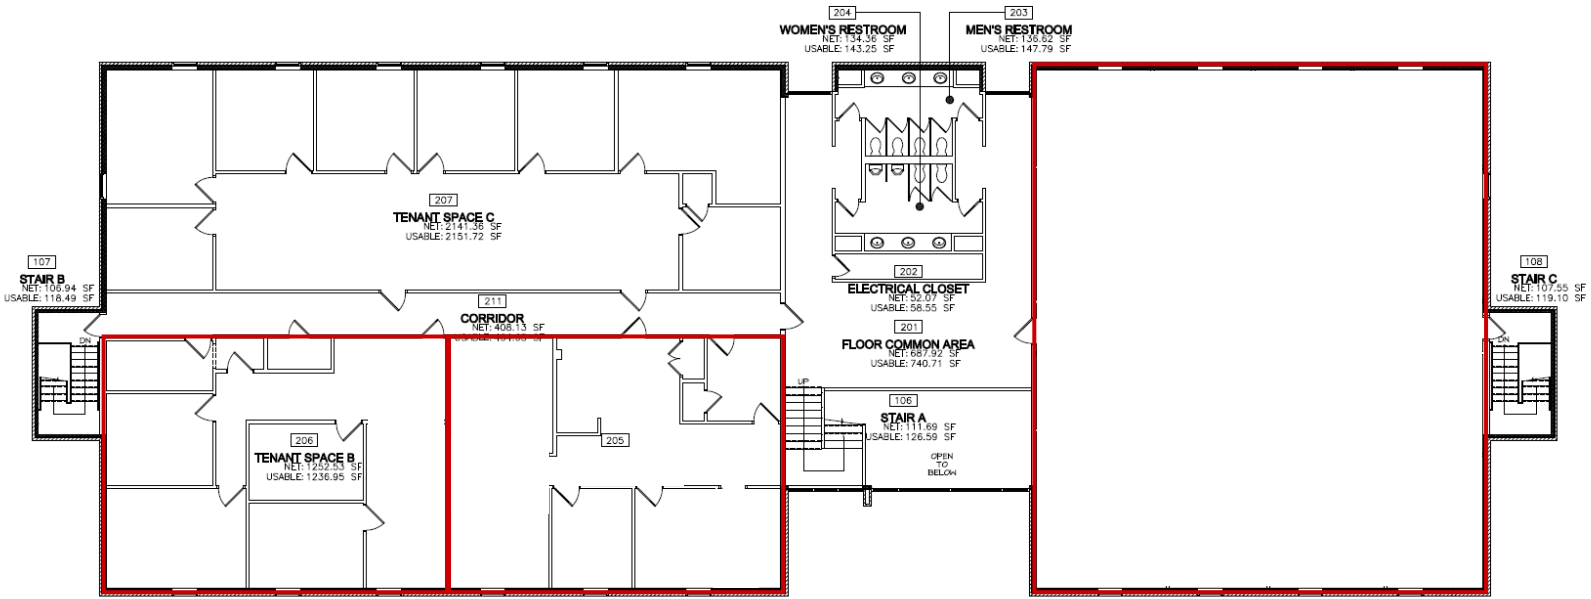 204
WOMEN'S RESTROOM
NET: 134.36 SF
USABLE: 143.25 SF
203
MEN'S RESTROOM
NET: 136.62 SF
USABLE: 147.79 SF
207
TENANT SPACE C
NET: 2141.36 SF
USABLE: 2151.72 SF
107
STAIR B
NET: 106.94 SF
USABLE: 118.49 SF
DN
211
CORRIDOR
NET: 408.13 SF
202
ELECTRICAL CLOSET
NET: 52.07 SF
USABLE: 58.55 SF
201
FLOOR COMMON AREA
NET: 687.92 SF
USABLE: 740.71 SF
108
STAIR C
NET: 107.55 SF
USABLE: 119.10 SF
DN
UP
106
STAIR A
NET: 111.69 SF
USABLE: 126.59 SF
OPEN
TO
BELOW
206
TENANT SPACE B
NET: 1252.53 SF
USABLE: 1236.95 SF
205